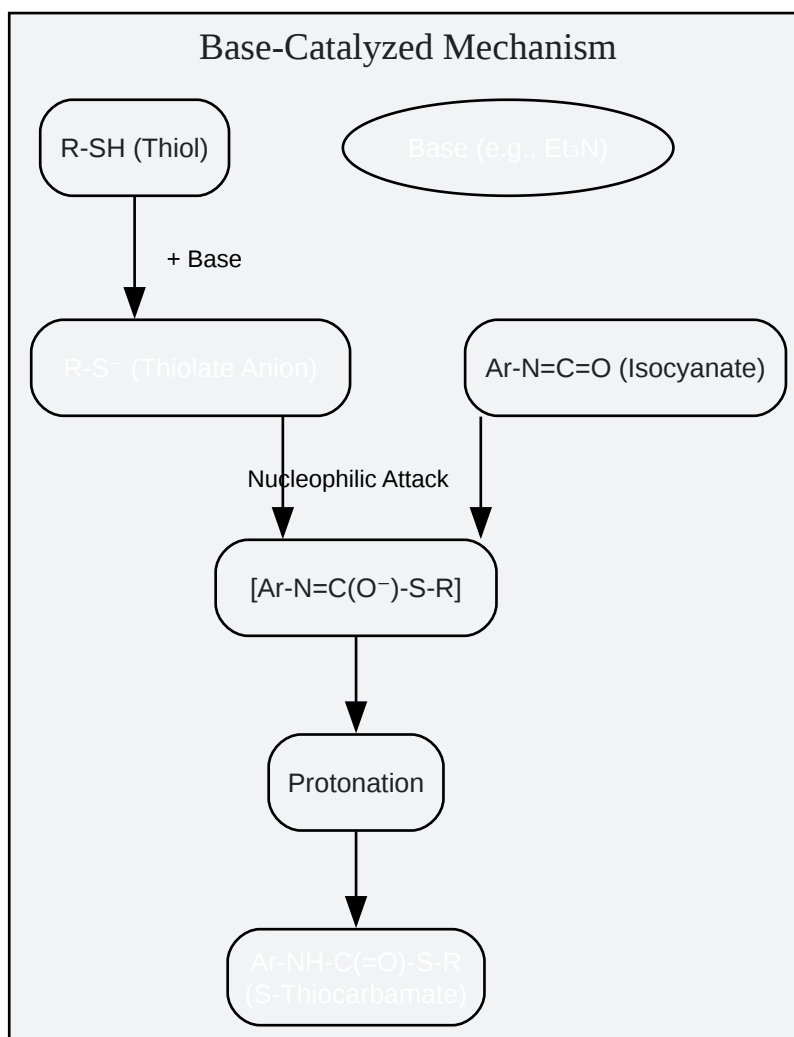 Base-Catalyzed Mechanism
R-SH (Thiol)
Base (e.g., Et₃N)
+ Base
R-S⁻ (Thiolate Anion)
Ar-N=C=O (Isocyanate)
Nucleophilic Attack
[Ar-N=C(O⁻)-S-R]
Protonation
Ar-NH-C(=O)-S-R
(S-Thiocarbamate)